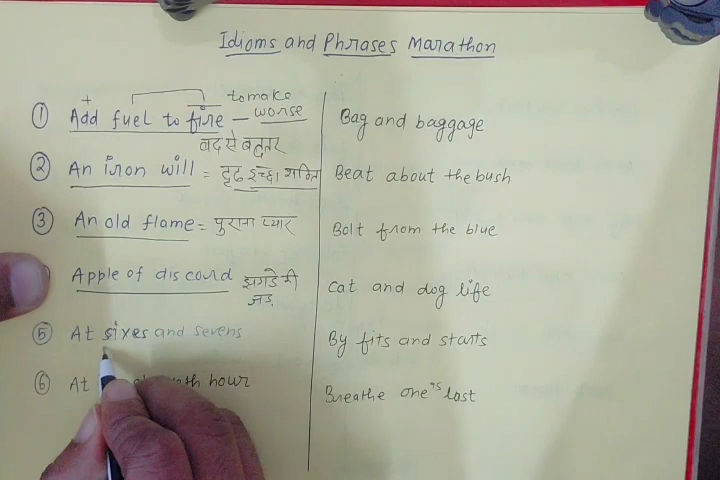 Idioms and Phrases Marathon
+
① Add fuel to fire – to make worse
बद से बद्तर
② An iron will = दृढ इच्छा शक्ति
③ An old flame = पुराना प्यार
Apple of discourd झगडे की
जड़
⑤ At sixes and sevens
⑥ At hour
Bag and baggage
Beat about the bush
Bolt from the blue
Cat and dog life
By fits and starts
Breathe one's last